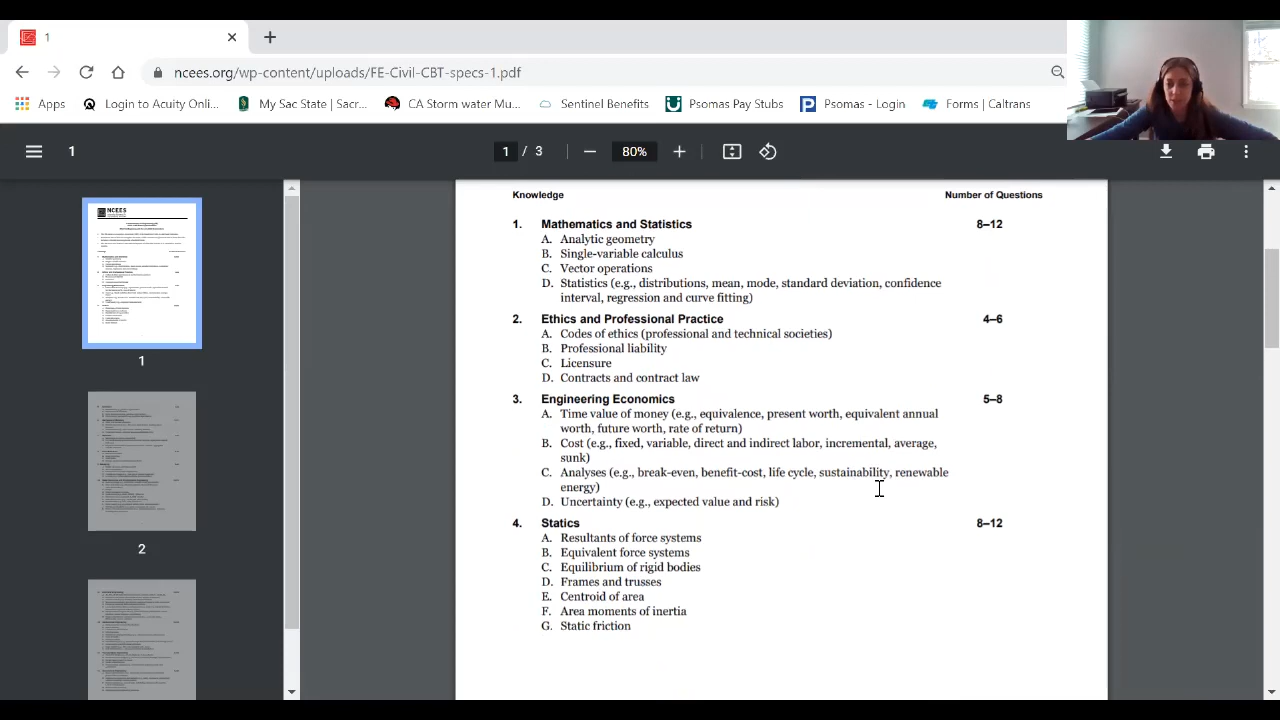 1
ncees.org/wp-content/uploads/FE-Civil-CBT-specs-1.pdf
Apps
Login to Acuity Onli...
My Sac State | Sacr...
CA Northern CA Mu...
Sentinel Benefits
Psomas Pay Stubs
Psomas - Login
Forms | Caltrans
1
1 / 3
80%
NCEES
1
2
Knowledge Number of Questions
1. Mathematics and Statistics 8–12
A. Analytic geometry
B. Single-variable calculus
C. Vector operations
D. Statistics (e.g., distributions, mean, mode, standard deviation, confidence
interval, regression and curve fitting)
2. Ethics and Professional Practice 4–6
A. Codes of ethics (professional and technical societies)
B. Professional liability
C. Licensure
D. Contracts and contract law
3. Engineering Economics 5–8
A. Time value of money (e.g., equivalence, present worth, equivalent annual
worth, future worth, rate of return)
B. Cost (e.g., fixed, variable, direct and indirect labor, incremental, average,
sunk)
C. Analyses (e.g., break-even, benefit-cost, life cycle, sustainability, renewable
energy)
D. Uncertainty (e.g., expected value and risk)
4. Statics 8–12
A. Resultants of force systems
B. Equivalent force systems
C. Equilibrium of rigid bodies
D. Frames and trusses
E. Centroid of area
F. Area moments of inertia
G. Static friction